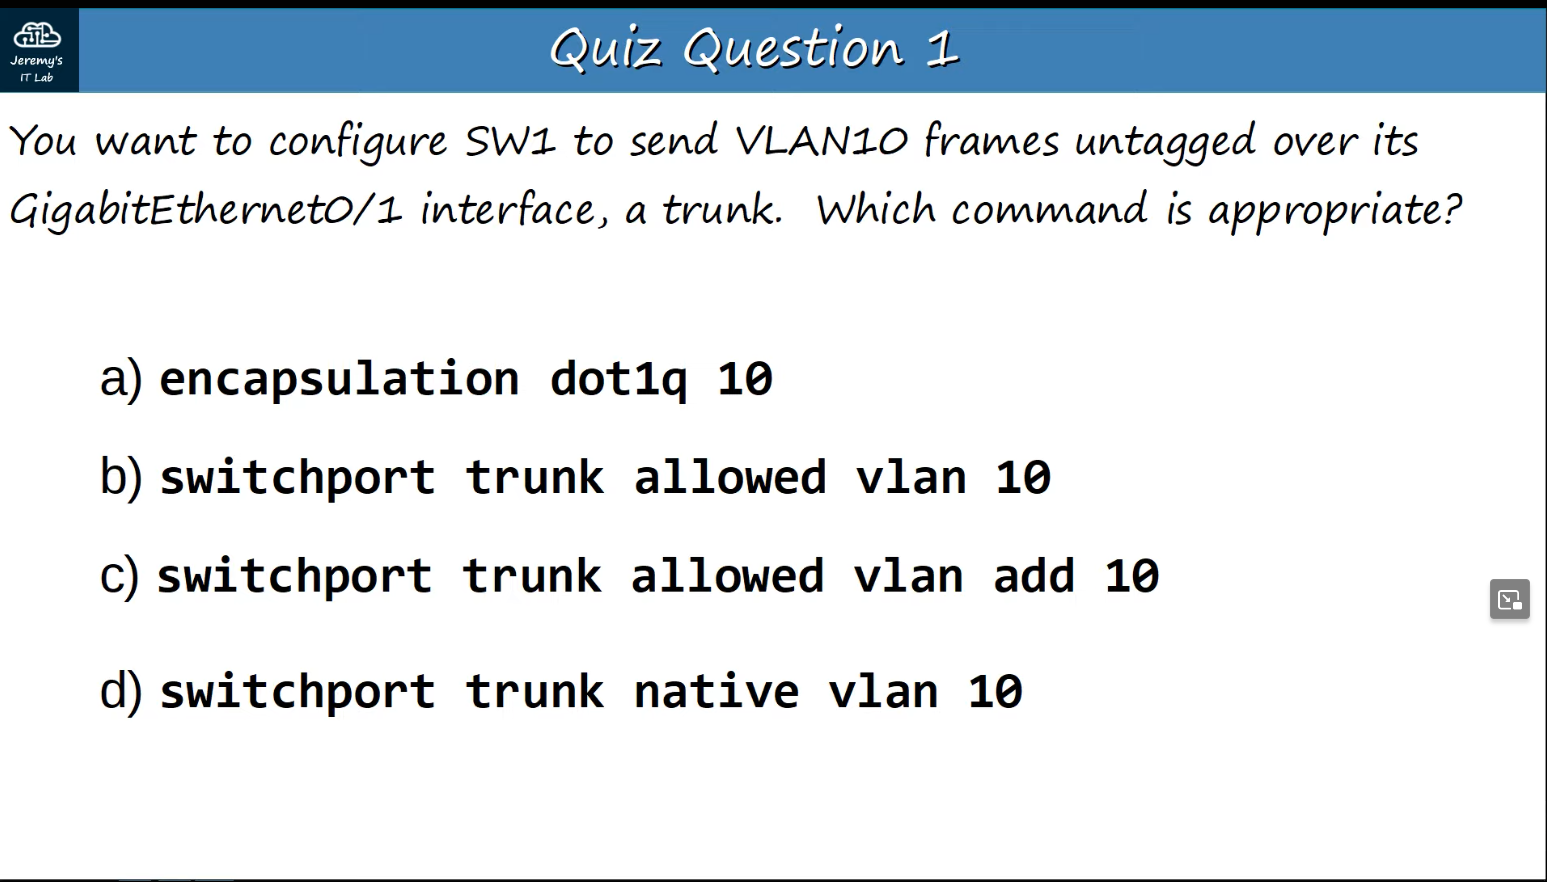 Jeremy's
IT Lab
Quiz Question 1
You want to configure SW1 to send VLAN10 frames untagged over its
GigabitEthernet0/1 interface, a trunk. Which command is appropriate?
a) encapsulation dot1q 10
b) switchport trunk allowed vlan 10
c) switchport trunk allowed vlan add 10
d) switchport trunk native vlan 10